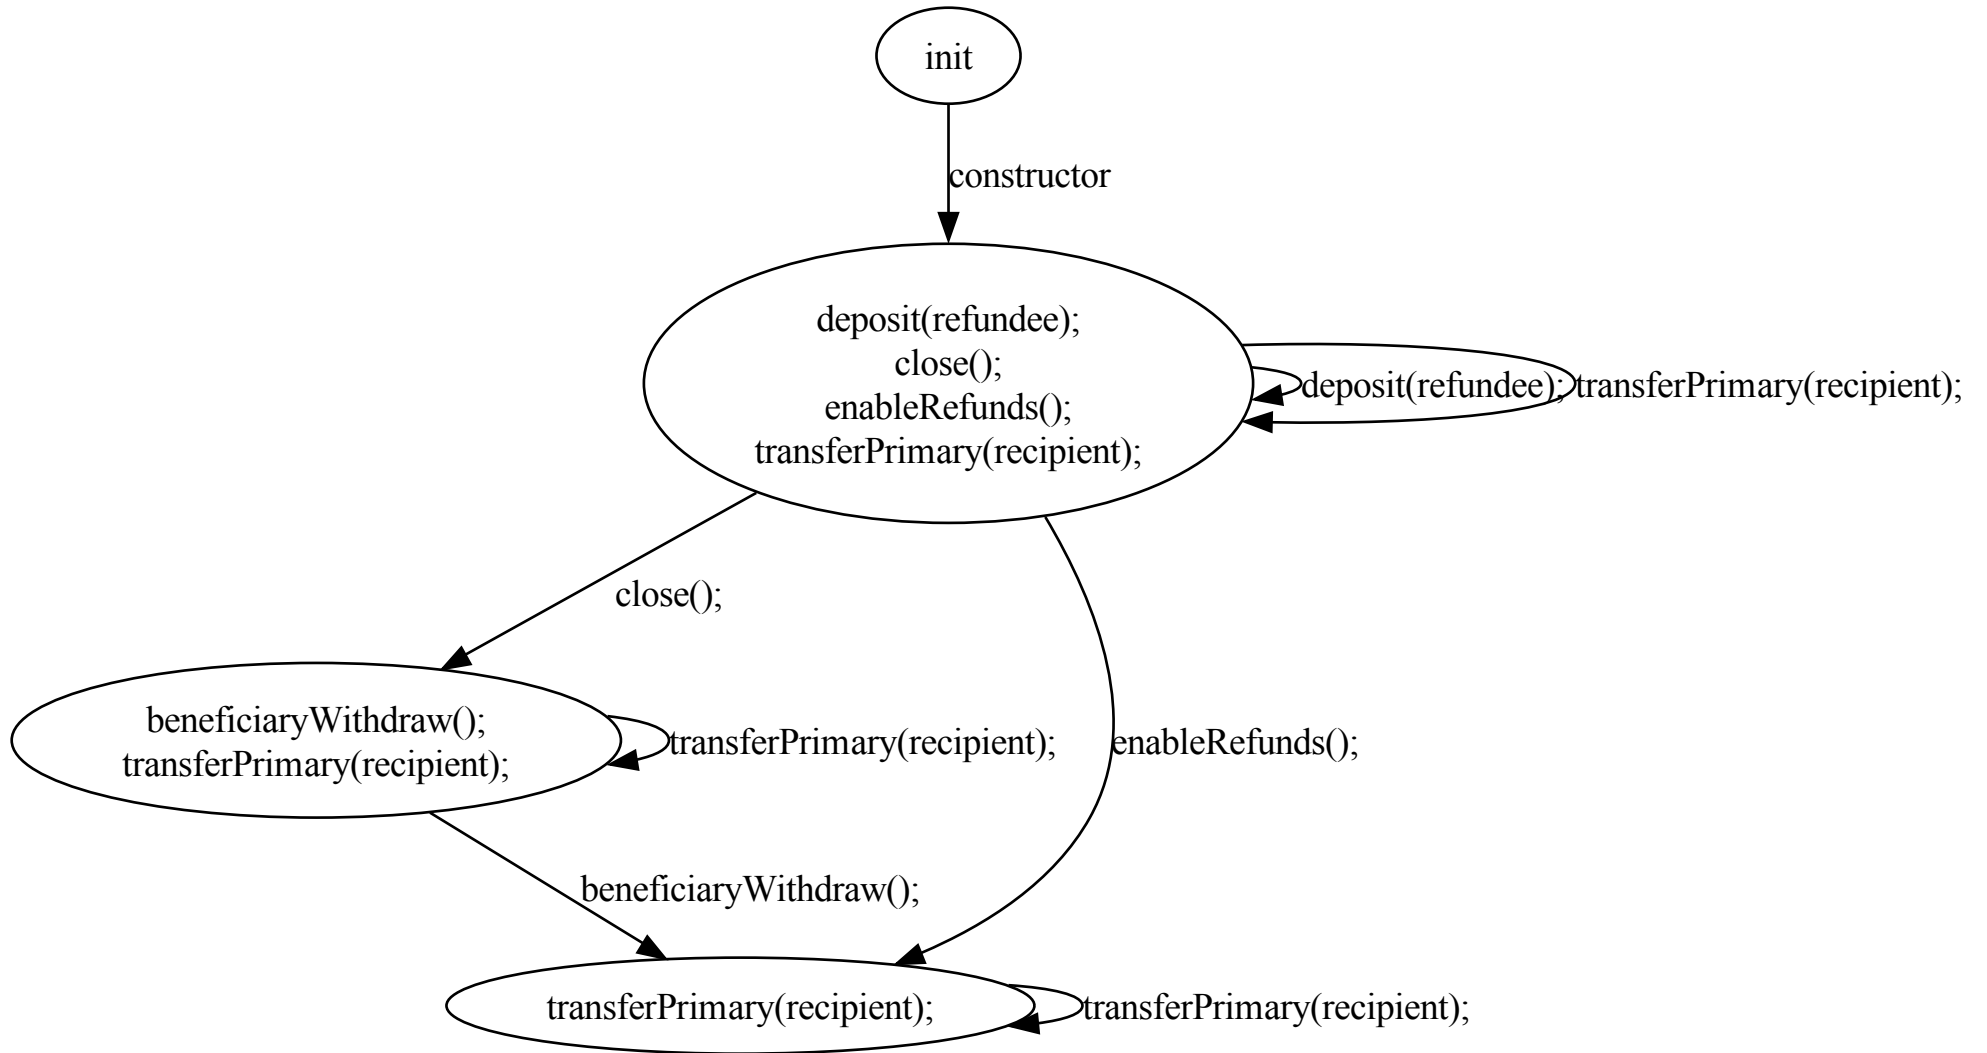 init
constructor
deposit(refundee);
close();
enableRefunds();
transferPrimary(recipient);
deposit(refundee);
transferPrimary(recipient);
close();
beneficiaryWithdraw();
transferPrimary(recipient);
transferPrimary(recipient);
enableRefunds();
beneficiaryWithdraw();
transferPrimary(recipient);
transferPrimary(recipient);